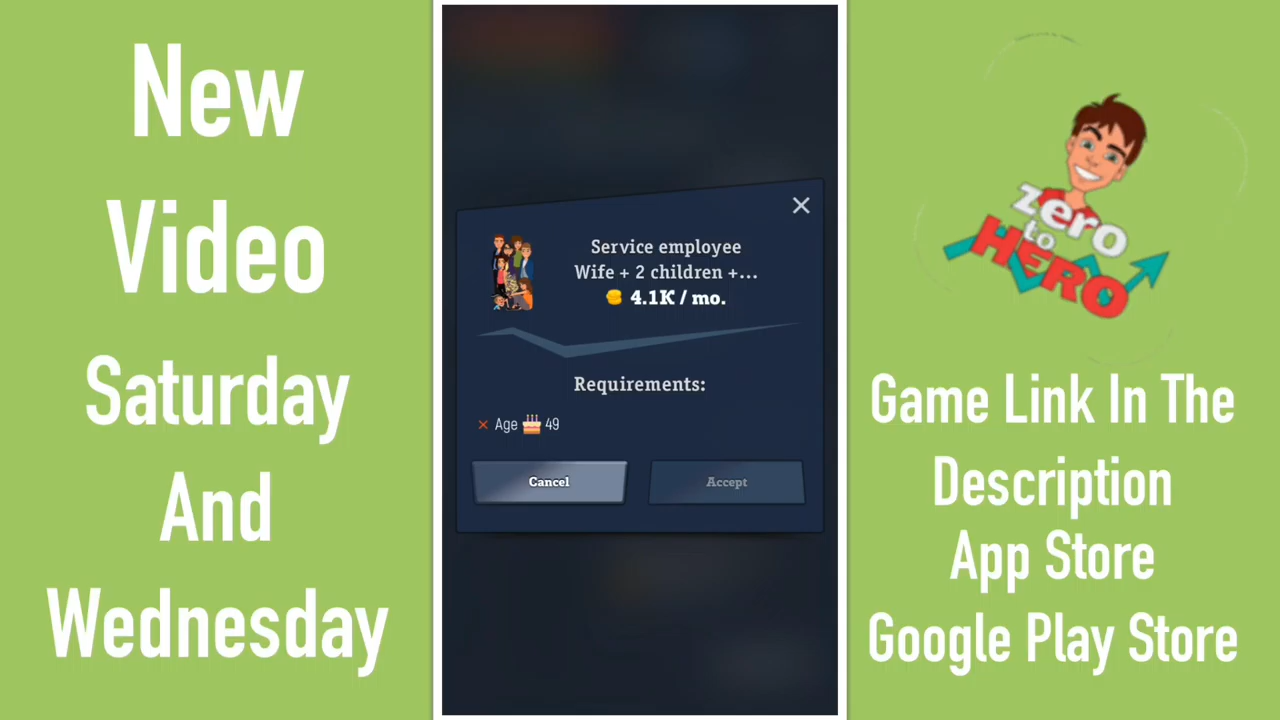 New
Video
Saturday
And
Wednesday
Service employee
Wife + 2 children +...
4.1K / mo.
Requirements:
× Age 49
Cancel
Accept
zero
to
HERO
Game Link In The
Description
App Store
Google Play Store